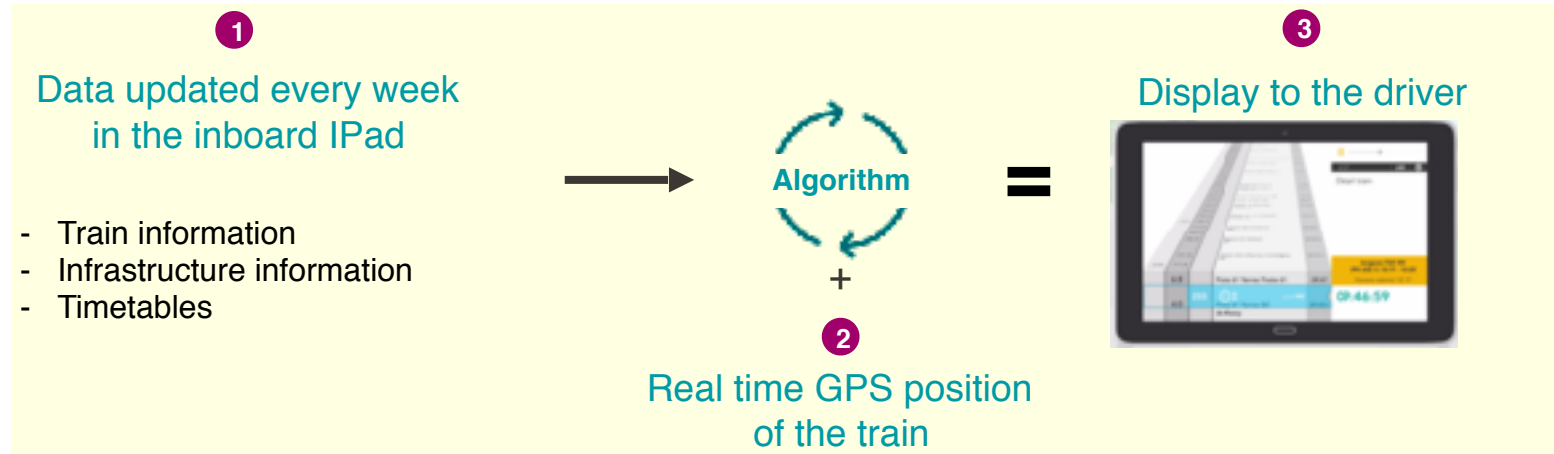 1
Data updated every week
in the inboard IPad
- Train information
- Infrastructure information
- Timetables
Algorithm
+
2
Real time GPS position
of the train
=
3
Display to the driver
09:46:59